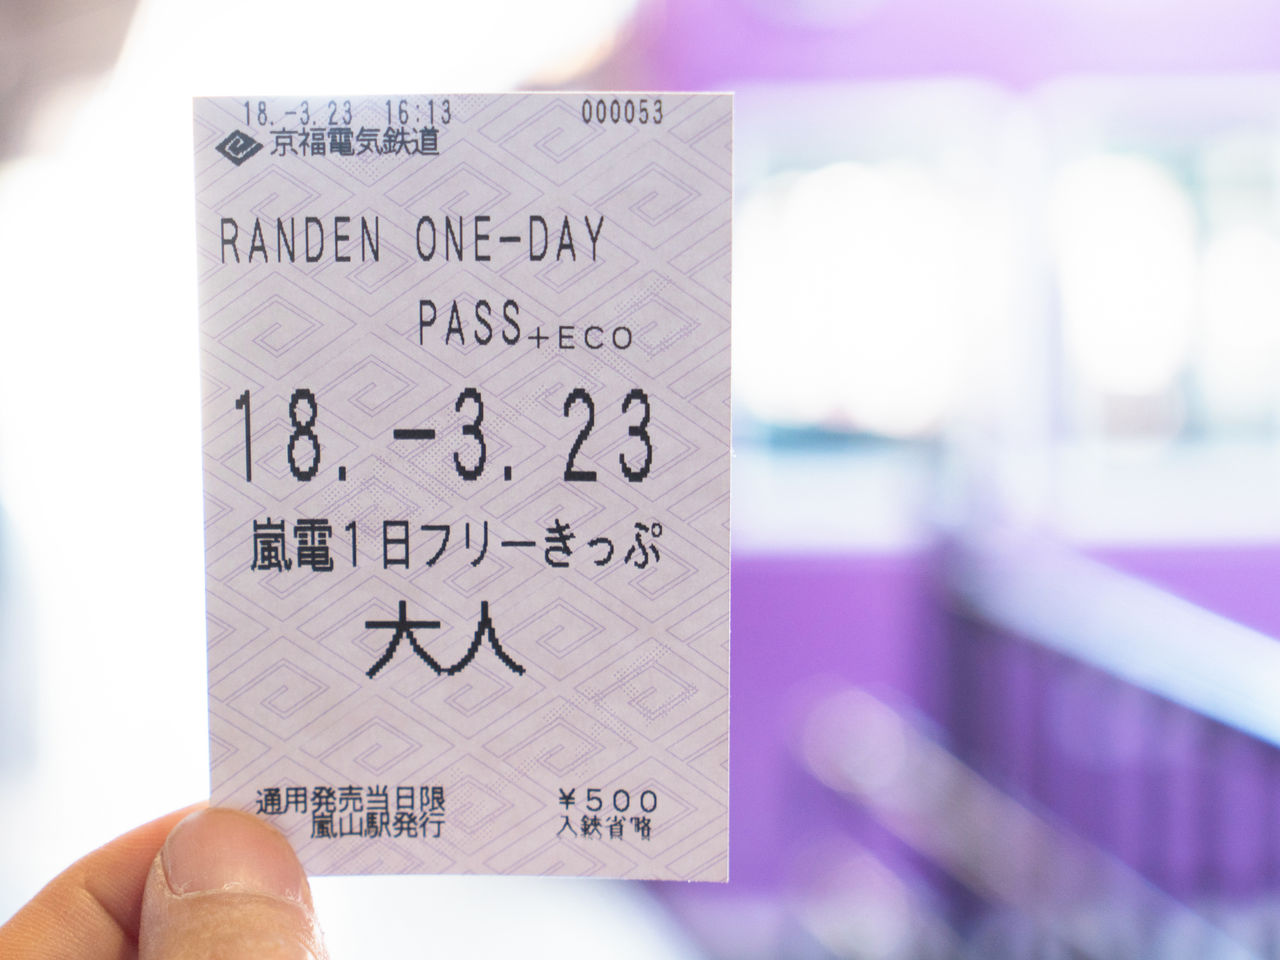 18.-3.23 16:13 000053
京福電気鉄道
RANDEN ONE-DAY
PASS+ECO
18.-3.23
嵐電1日フリーきっぷ
大人
通用発売当日限 ¥500
嵐山駅発行 入鋏省略